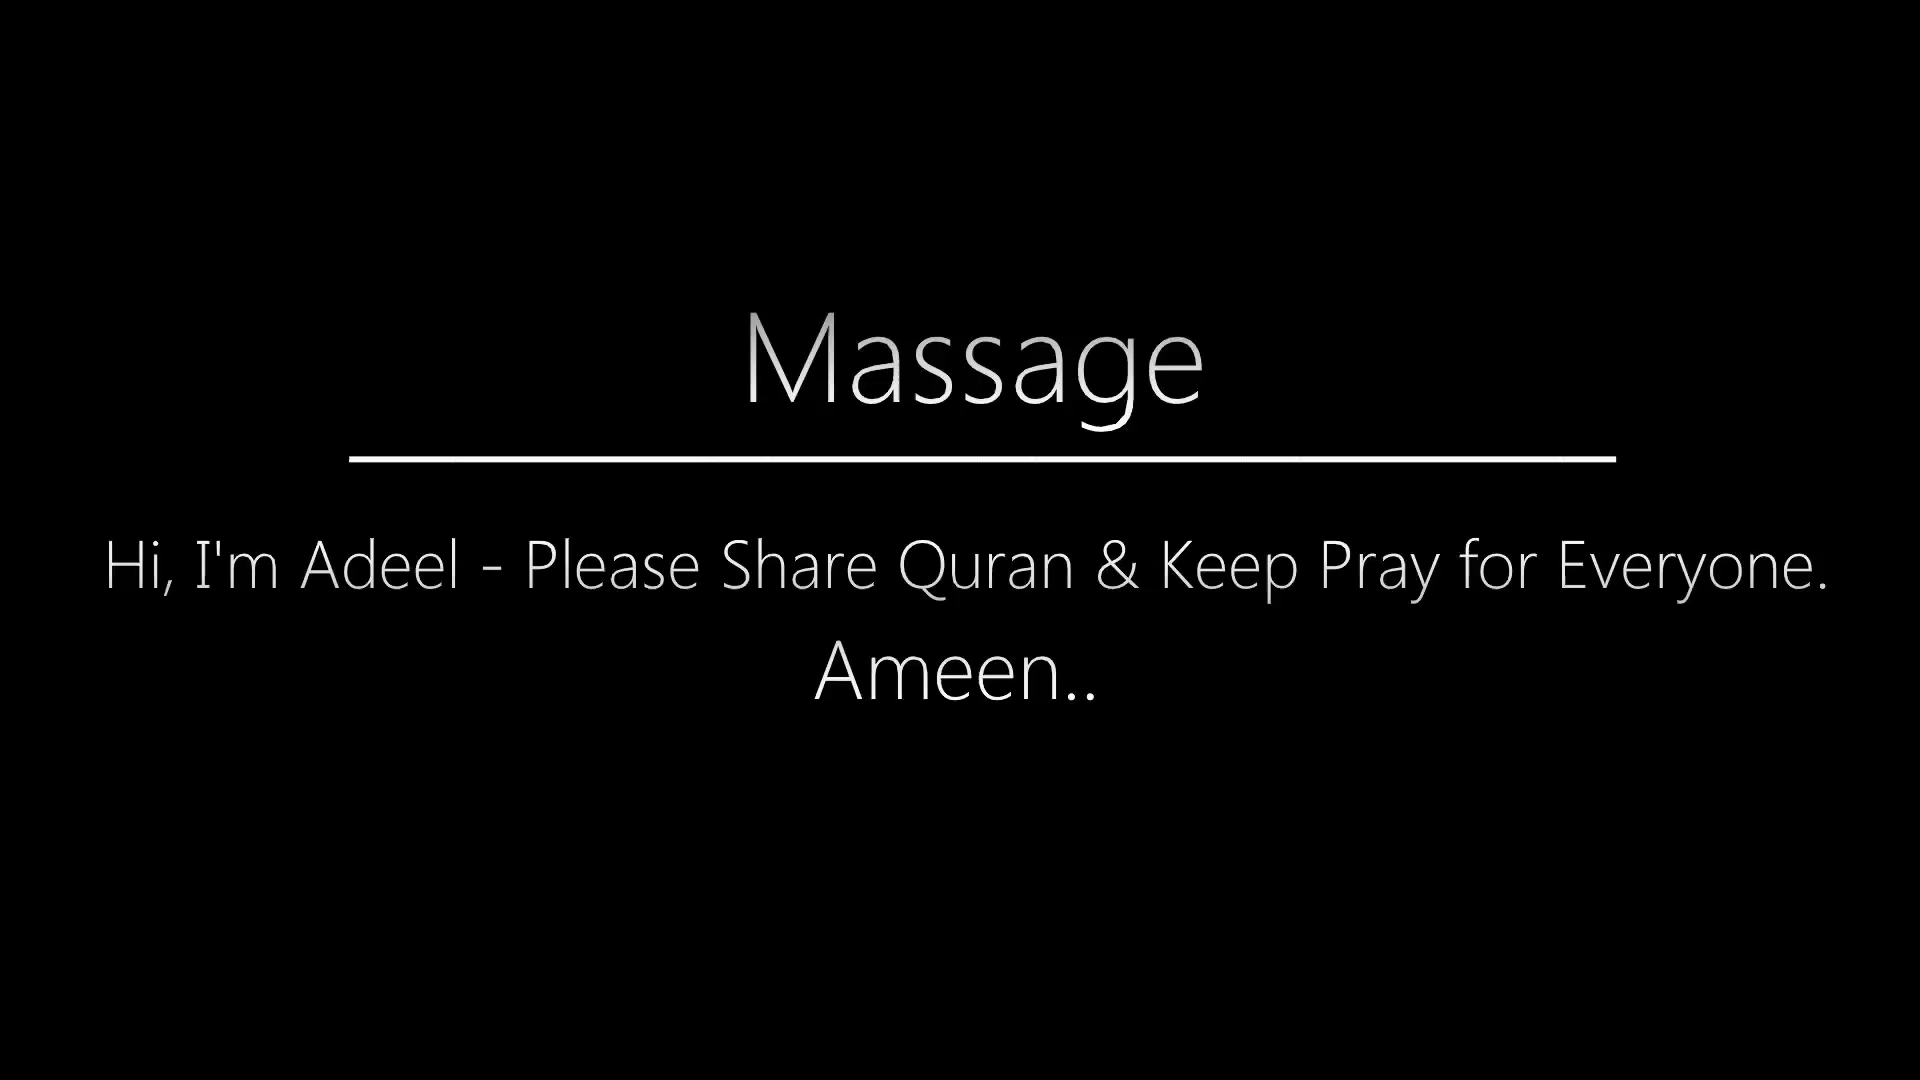 Massage
Hi, I'm Adeel - Please Share Quran & Keep Pray for Everyone.
Ameen..